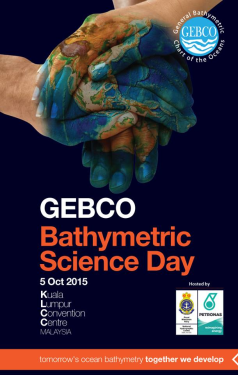 General Bathymetric
GEBCO
Chart of the Oceans
GEBCO
Bathymetric
Science Day
5 Oct 2015
Kuala
Lumpur
Convention
Centre
MALAYSIA
Hosted by
PETRONAS
tomorrow's ocean bathymetry together we develop